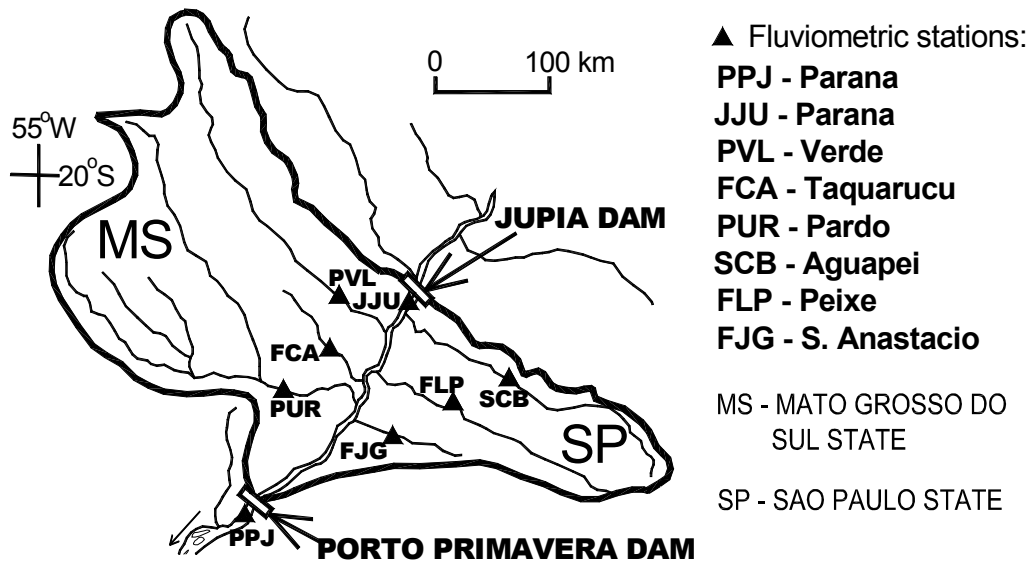 0 100 km
55°W
20°S
MS
JUPIA DAM
PVL
JJU
FCA
FLP
SCB
PUR
FJG
SP
PPJ
PORTO PRIMAVERA DAM
▲ Fluviometric stations:
PPJ - Parana
JJU - Parana
PVL - Verde
FCA - Taquarucu
PUR - Pardo
SCB - Aguapei
FLP - Peixe
FJG - S. Anastacio
MS - MATO GROSSO DO
SUL STATE
SP - SAO PAULO STATE